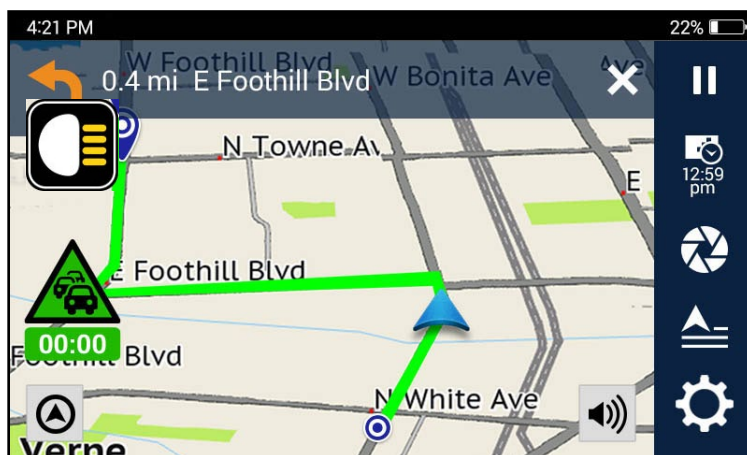 4:21 PM
22%
W Foothill Blvd
W Bonita Ave
Ave
0.4 mi E Foothill Blvd
12:59
pm
N Towne Av
E
E Foothill Blvd
00:00
Foothill Blvd
N White Ave
Verne